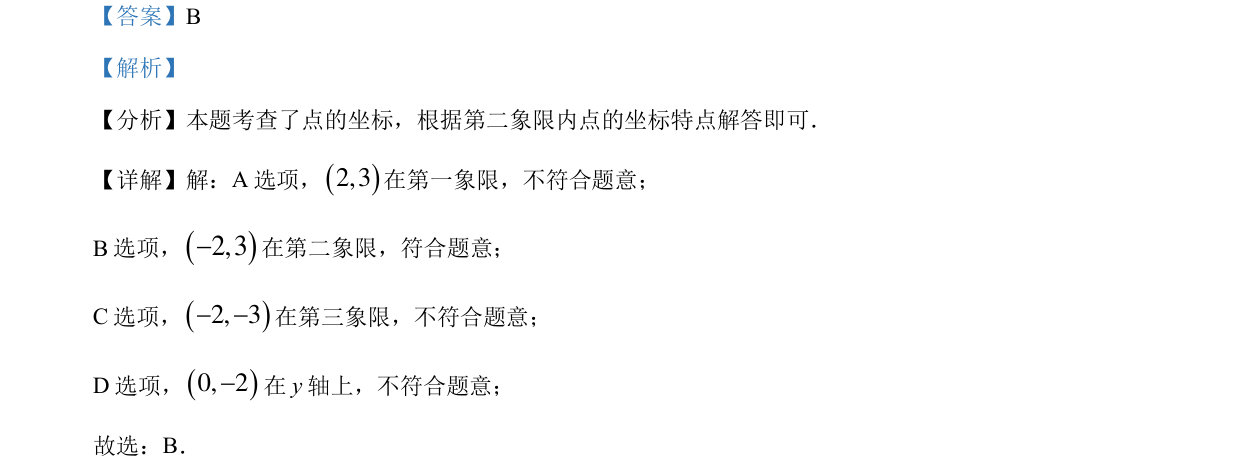 【答案】B
【解析】
【分析】本题考查了点的坐标，根据第二象限内点的坐标特点解答即可．
【详解】解：A 选项，(2,3)在第一象限，不符合题意；
B 选项，(−2,3)在第二象限，符合题意；
C 选项，(−2,−3)在第三象限，不符合题意；
D 选项，(0,−2)在 y 轴上，不符合题意；
故选：B．